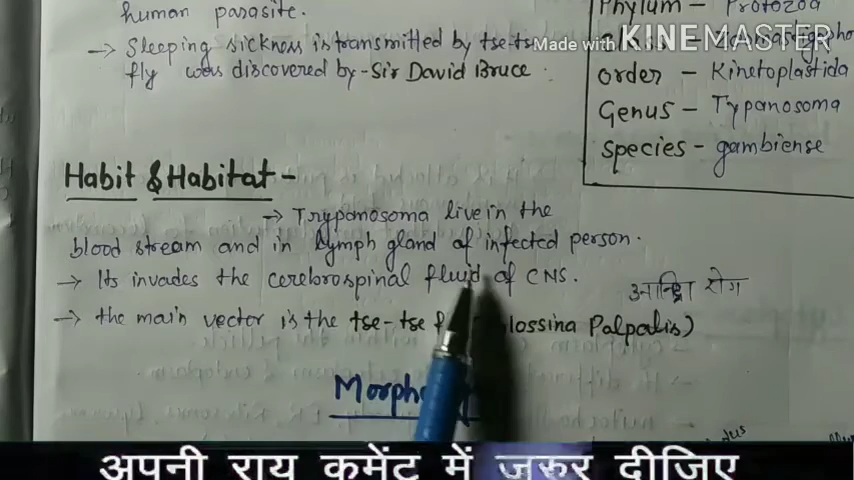 human parasite.
→ Sleeping sickness is transmitted by tse-ts
fly was discovered by - Sir David Bruce.
Made with KINEMASTER
Phylum - Protozoa
order - Kinetoplastida
Genus - Typanosoma
species - gambiense
Habit & Habitat -
→ Trypanosoma live in the
blood stream and in lymph gland of infected person.
→ Its invades the cerebrospinal fluid of CNS.
रोग
→ the main vector is the tse-tse f lossina Palpalis)
Morpho
अपनी राय कमेंट में जरुर दीजिए